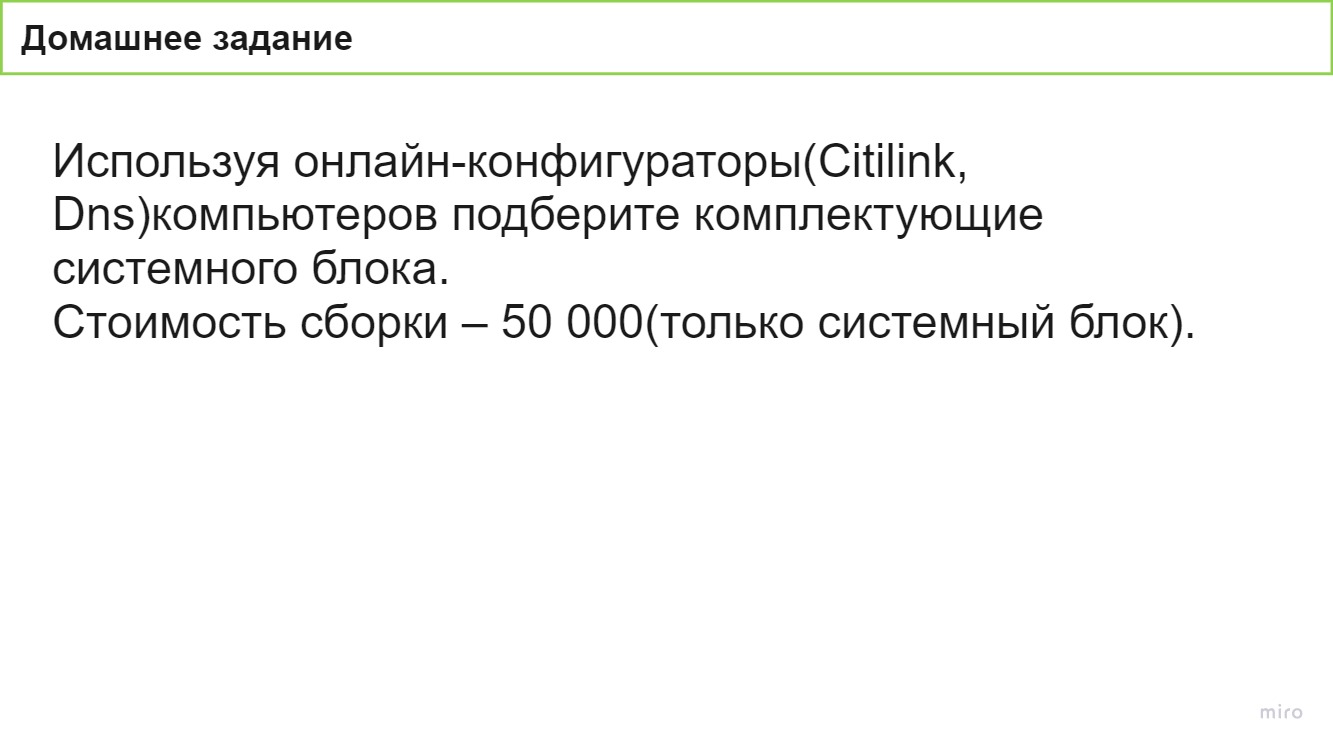 Домашнее задание
Используя онлайн-конфигураторы(Citilink,
Dns)компьютеров подберите комплектующие
системного блока.
Стоимость сборки – 50 000(только системный блок).
miro